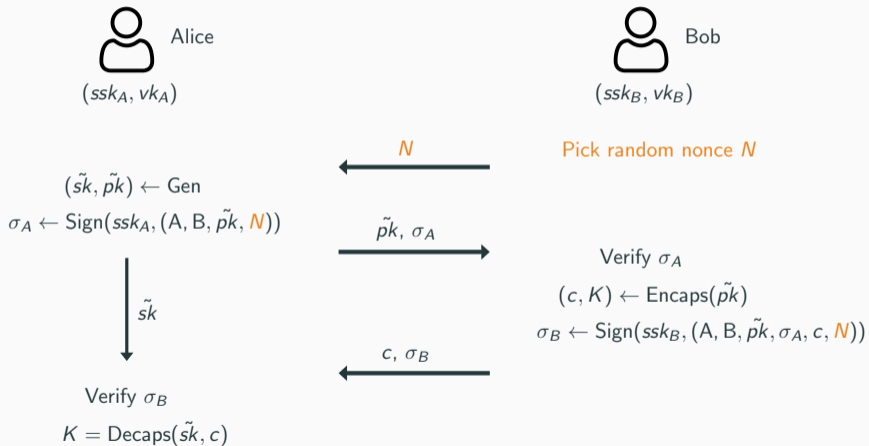 Alice
Bob
(ssk_A, vk_A)
(ssk_B, vk_B)
N
Pick random nonce N
(s̃k, p̃k) ← Gen
σ_A ← Sign(ssk_A, (A, B, p̃k, N))
p̃k, σ_A
Verify σ_A
(c, K) ← Encaps(p̃k)
s̃k
σ_B ← Sign(ssk_B, (A, B, p̃k, σ_A, c, N))
c, σ_B
Verify σ_B
K = Decaps(s̃k, c)